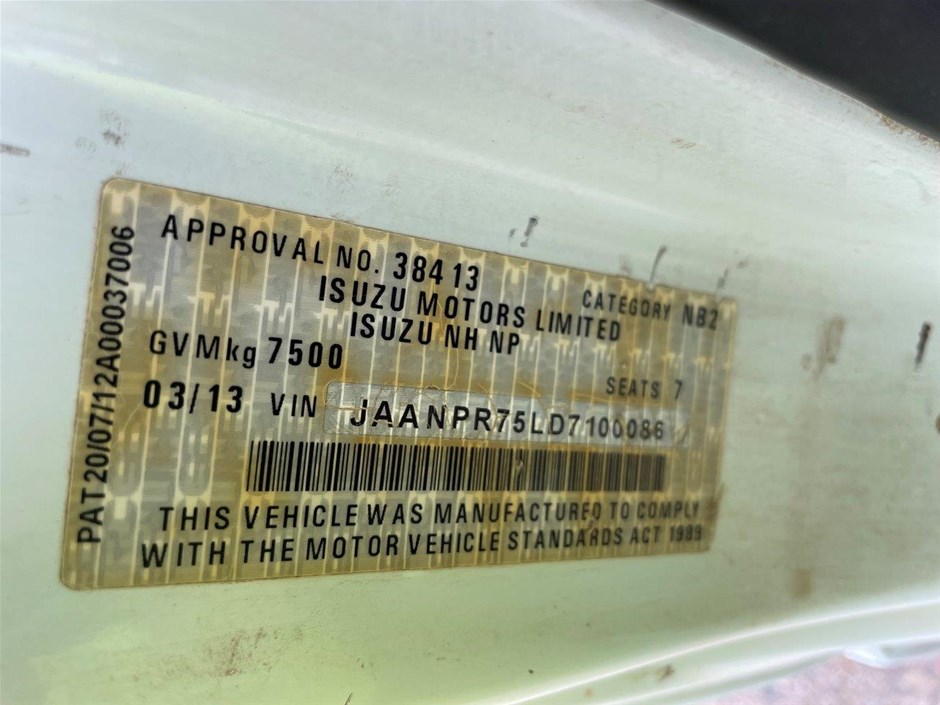 PAT20/07/12A00037006
APPROVAL NO. 38413
CATEGORY NB2
ISUZU MOTORS LIMITED
ISUZU NH NP
GVMkg 7500
SEATS 7
03/13 VIN JAANPR75LD7100086
THIS VEHICLE WAS MANUFACTURED TO COMPLY
WITH THE MOTOR VEHICLE STANDARDS ACT 1989